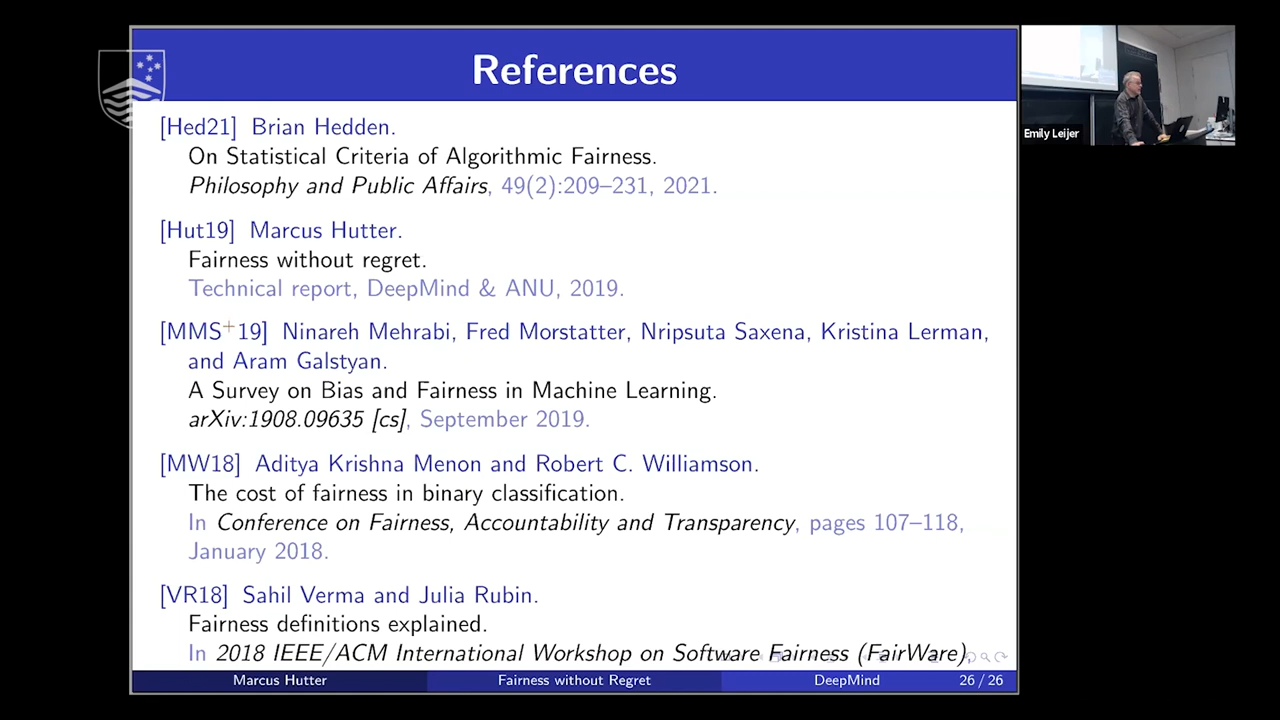 References
[Hed21] Brian Hedden.
On Statistical Criteria of Algorithmic Fairness.
Philosophy and Public Affairs, 49(2):209–231, 2021.
[Hut19] Marcus Hutter.
Fairness without regret.
Technical report, DeepMind & ANU, 2019.
[MMS+19] Ninareh Mehrabi, Fred Morstatter, Nripsuta Saxena, Kristina Lerman,
and Aram Galstyan.
A Survey on Bias and Fairness in Machine Learning.
arXiv:1908.09635 [cs], September 2019.
[MW18] Aditya Krishna Menon and Robert C. Williamson.
The cost of fairness in binary classification.
In Conference on Fairness, Accountability and Transparency, pages 107–118,
January 2018.
[VR18] Sahil Verma and Julia Rubin.
Fairness definitions explained.
In 2018 IEEE/ACM International Workshop on Software Fairness (FairWare),
Marcus Hutter Fairness without Regret DeepMind 26 / 26
Emily Leijer